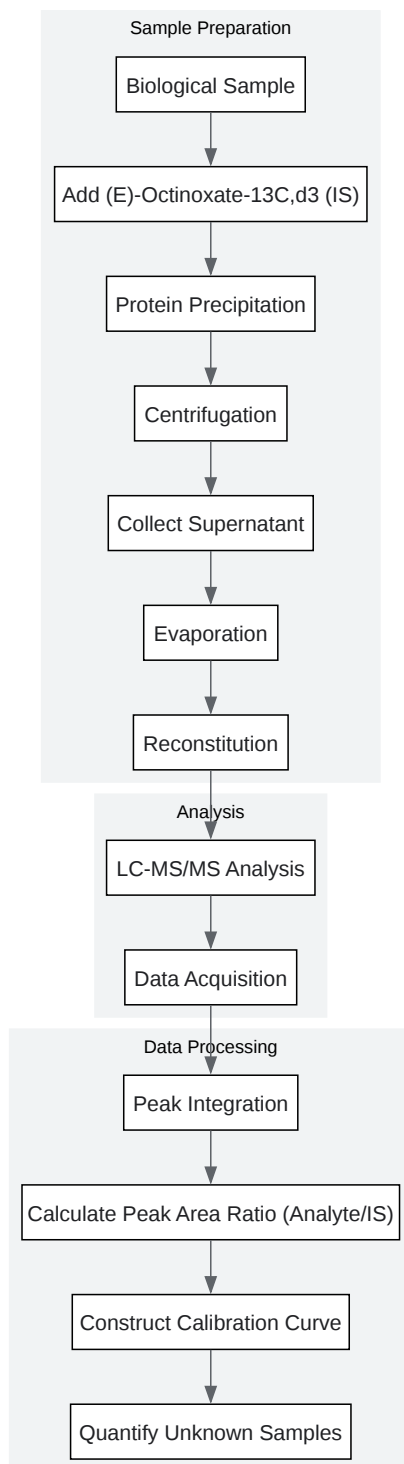 Sample Preparation
Biological Sample
Add (E)-Octinoxate-13C,d3 (IS)
Protein Precipitation
Centrifugation
Collect Supernatant
Evaporation
Reconstitution
Analysis
LC-MS/MS Analysis
Data Acquisition
Data Processing
Peak Integration
Calculate Peak Area Ratio (Analyte/IS)
Construct Calibration Curve
Quantify Unknown Samples